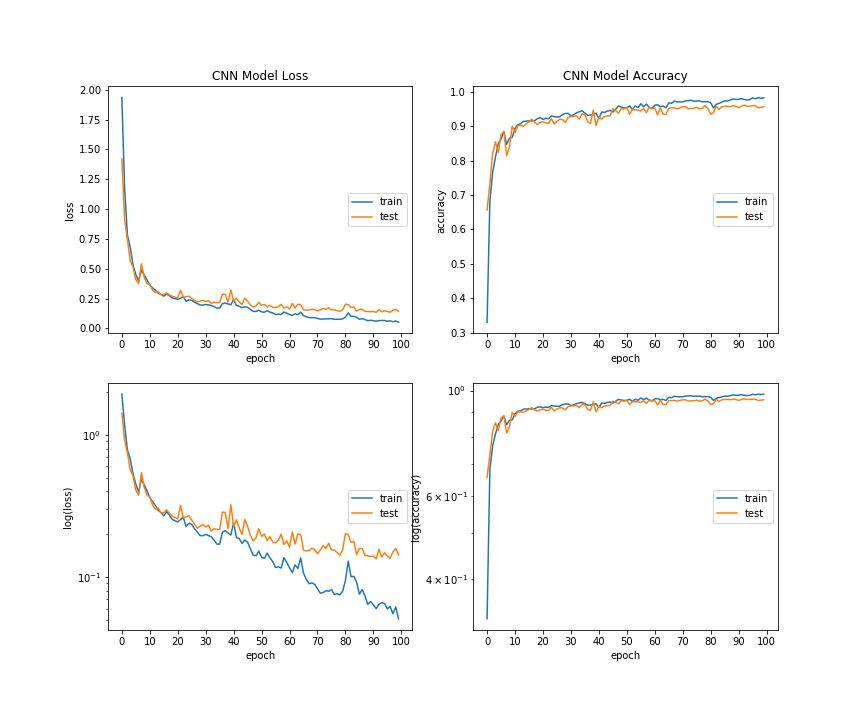 CNN Model Loss
2.00
1.75
1.50
1.25
1.00
0.75
0.50
0.25
0.00
loss
train
test
0 10 20 30 40 50 60 70 80 90 100
epoch
CNN Model Accuracy
1.0
0.9
0.8
0.7
0.6
0.5
0.4
0.3
accuracy
train
test
0 10 20 30 40 50 60 70 80 90 100
epoch
10⁰
10⁻¹
log(loss)
train
test
0 10 20 30 40 50 60 70 80 90 100
epoch
10⁰
6 × 10⁻¹
4 × 10⁻¹
log(accuracy)
train
test
0 10 20 30 40 50 60 70 80 90 100
epoch